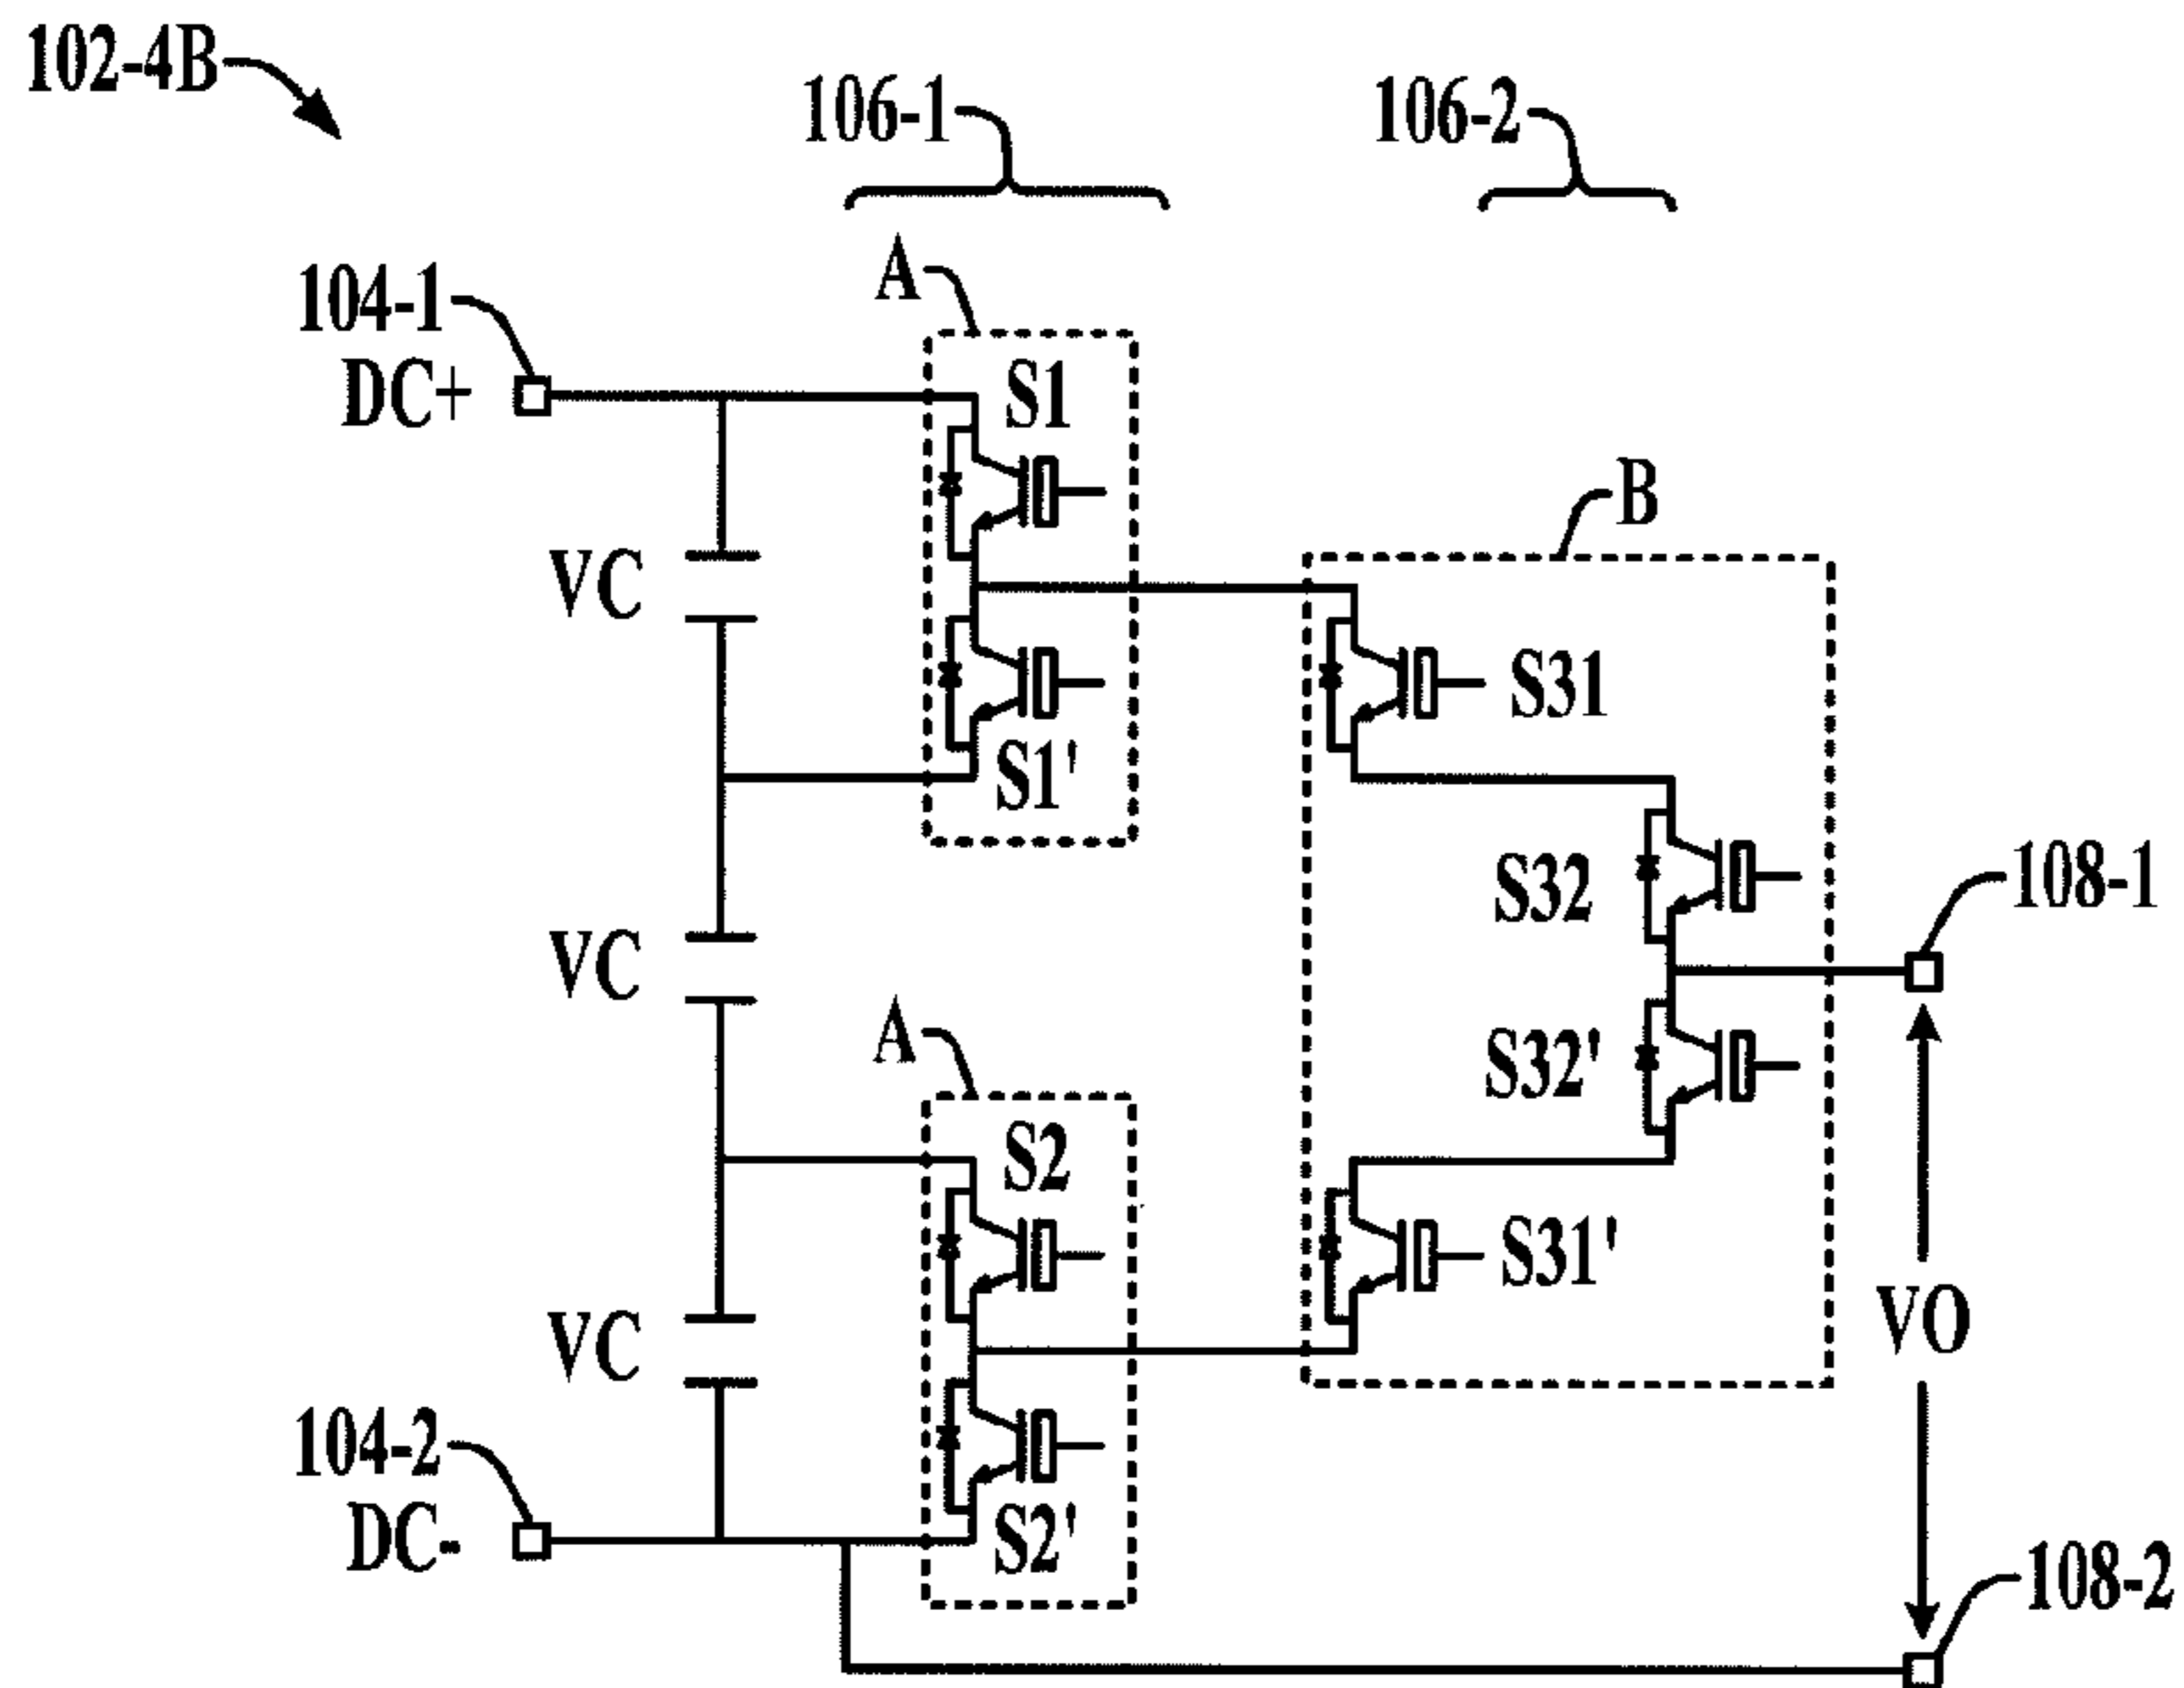 102-4B
106-1
106-2
A
104-1
DC+
S1
B
VC
S31
S1'
S32
108-1
VC
A
S32'
S2
S31'
VO
VC
104-2
DC-
S2'
108-2